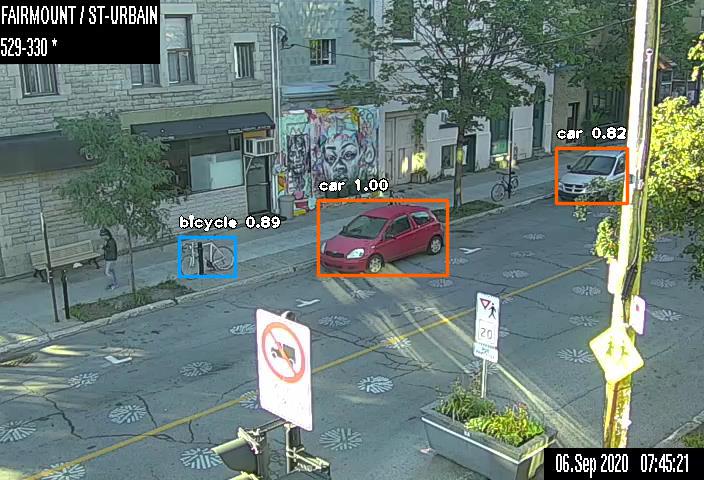 FAIRMOUNT / ST-URBAIN
529-330 *
car 0.82
car 1.00
bicycle 0.89
20
06.Sep 2020 07:45:21